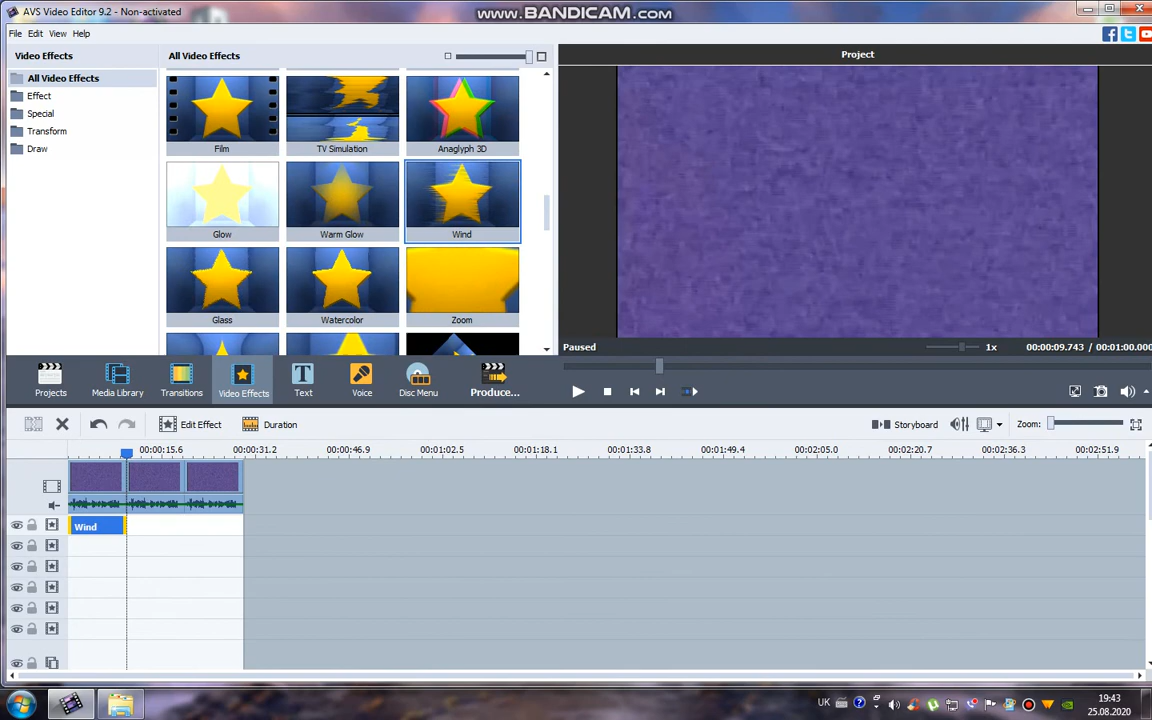 AVS Video Editor 9.2 - Non-activated
www.BANDICAM.com
File Edit View Help
Video Effects
All Video Effects
Project
All Video Effects
Effect
Special
Transform
Draw
Film
TV Simulation
Anaglyph 3D
Glow
Warm Glow
Wind
Glass
Watercolor
Zoom
Paused
1x
00:00:09.743 / 00:01:00.000
Projects
Media Library
Transitions
Video Effects
Text
Voice
Disc Menu
Produce...
Edit Effect
Duration
Storyboard
Zoom:
00:00:15.6 00:00:31.2 00:00:46.9 00:01:02.5 00:01:18.1 00:01:33.8 00:01:49.4 00:02:05.0 00:02:20.7 00:02:36.3 00:02:51.9
Wind
UK
19:43
25.08.2020